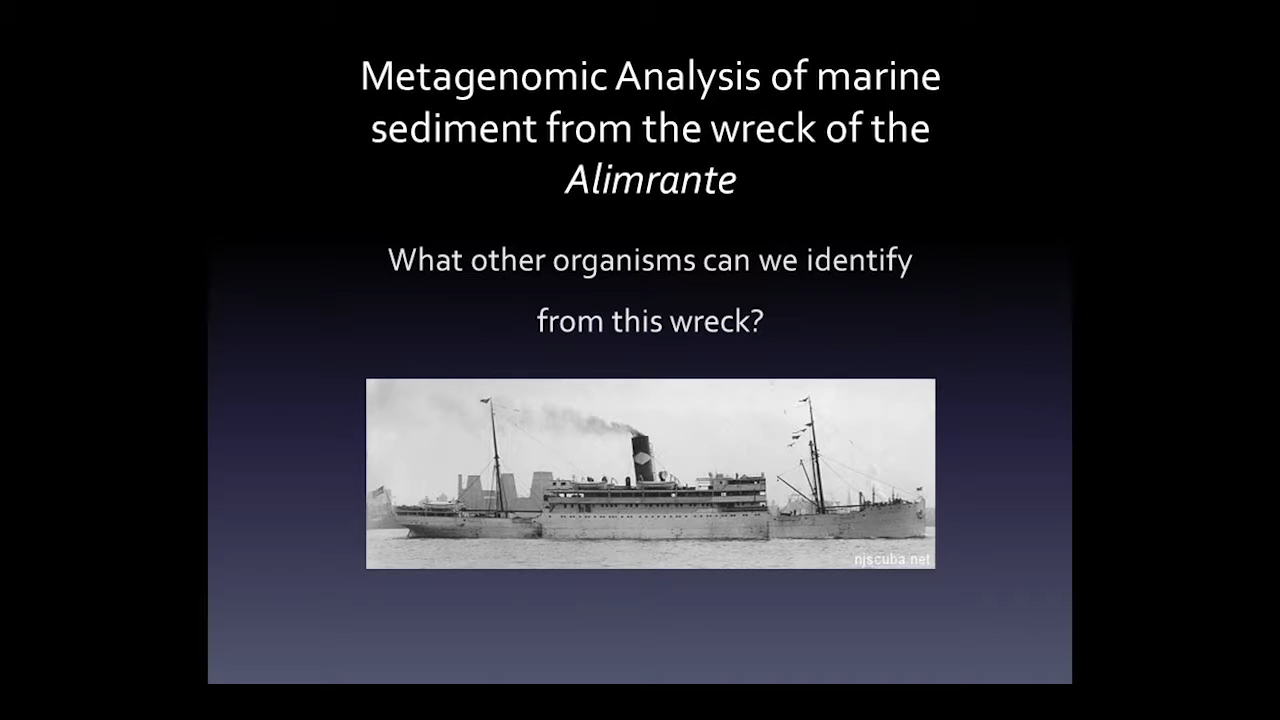 Metagenomic Analysis of marine
sediment from the wreck of the
Alimrante
What other organisms can we identify
from this wreck?
njscuba.net